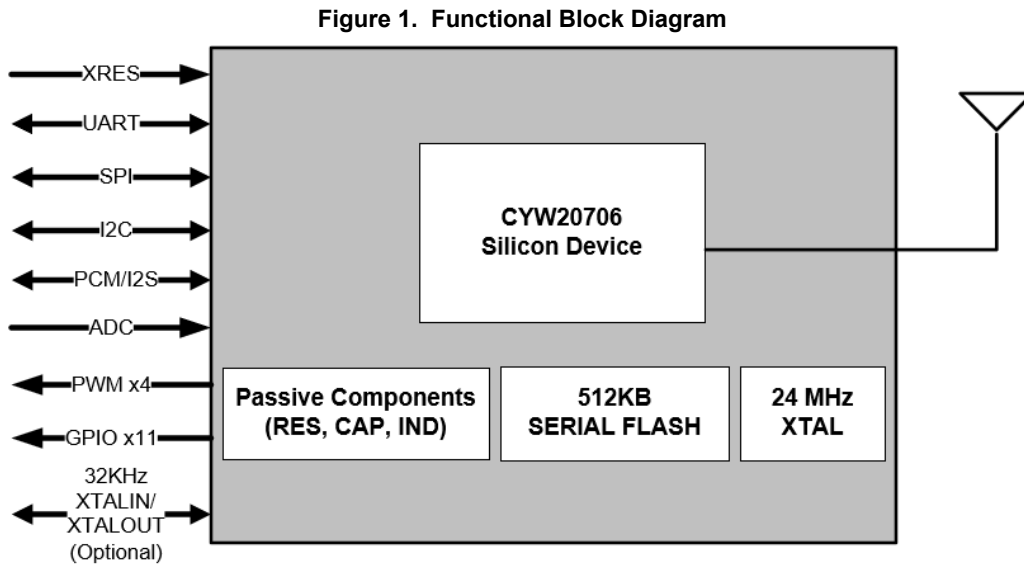 Figure 1. Functional Block Diagram
XRES
UART
SPI
I2C
PCM/I2S
ADC
PWM x4
GPIO x11
32KHz
XTALIN/
XTALOUT
(Optional)
CYW20706
Silicon Device
Passive Components
(RES, CAP, IND)
512KB
SERIAL FLASH
24 MHz
XTAL